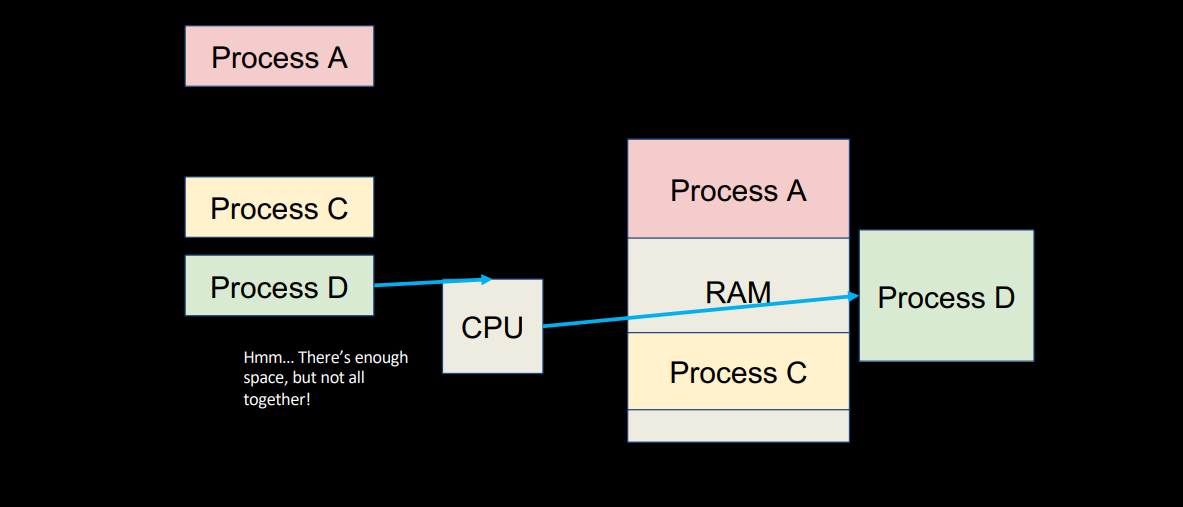 Process A
Process C
Process D
Hmm... There's enough
space, but not all
together!
CPU
Process A
RAM
Process C
Process D